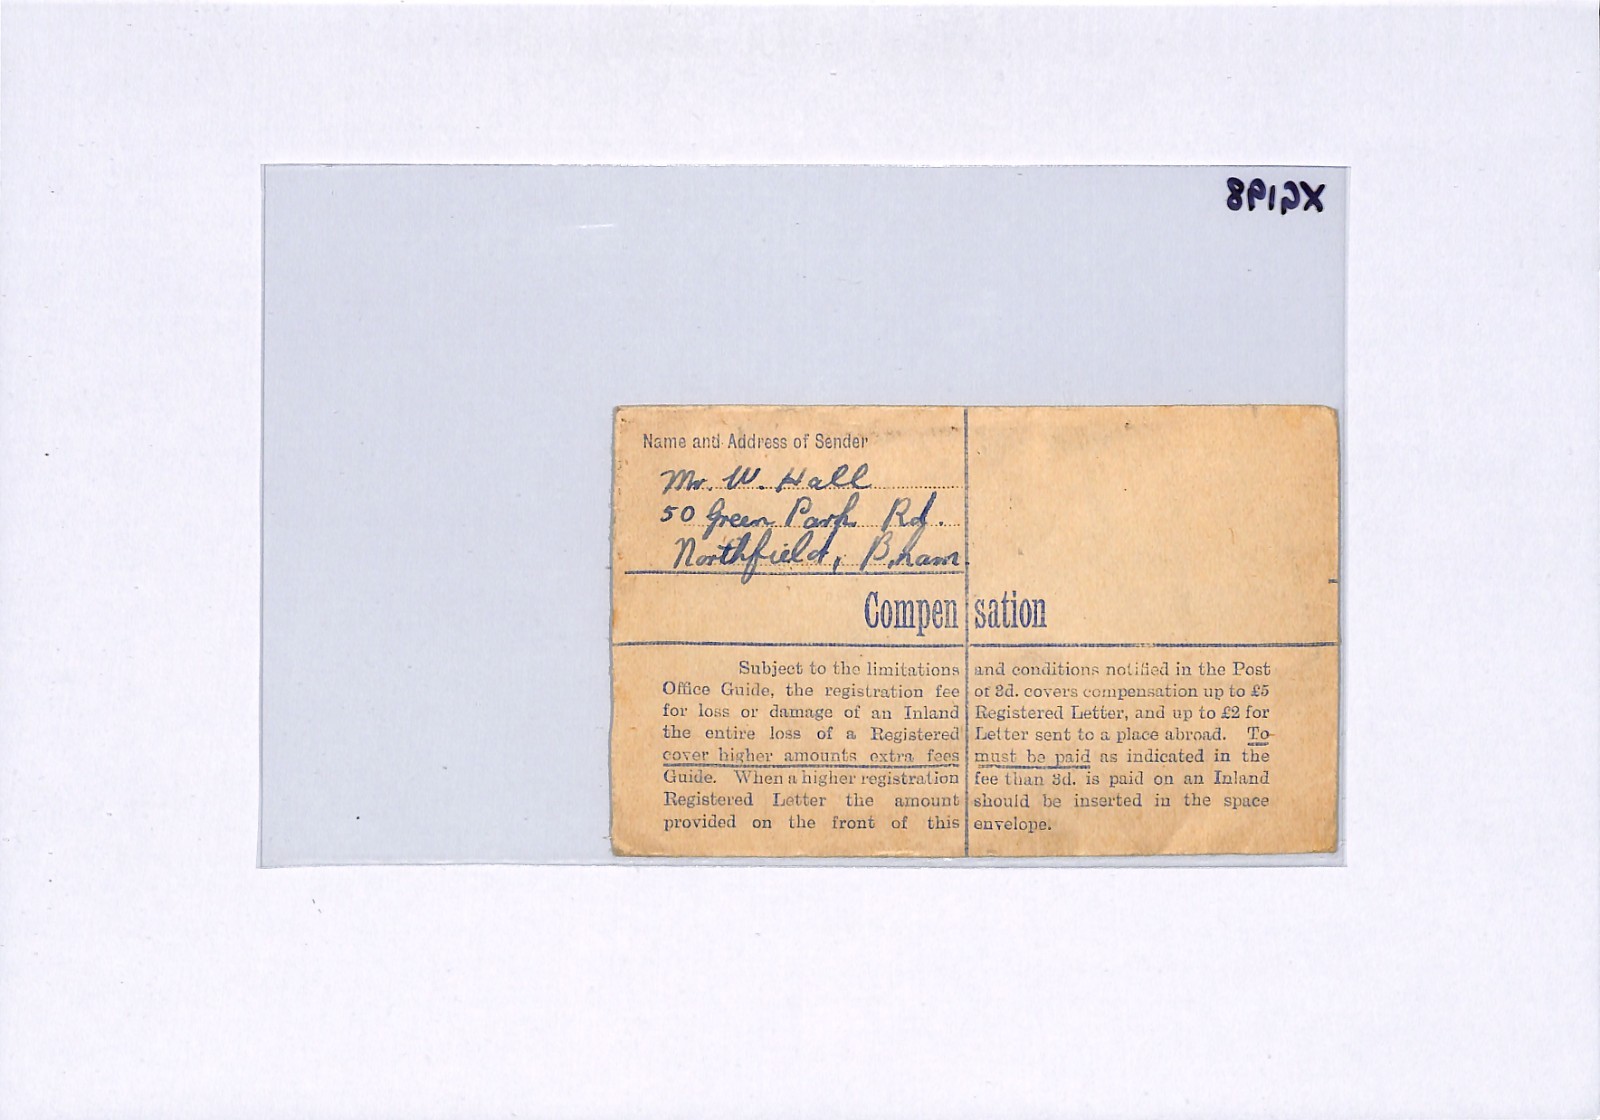 XG198
Name and Address of Sender
Mr. W. Hall
50 Green Park Rd.
Northfield, B,ham.
Compensation
Subject to the limitations and conditions notified in the Post
Office Guide, the registration fee of 3d. covers compensation up to £5
for loss or damage of an Inland Registered Letter, and up to £2 for
the entire loss of a Registered Letter sent to a place abroad. To
cover higher amounts extra fees must be paid as indicated in the
Guide. When a higher registration fee than 3d. is paid on an Inland
Registered Letter the amount should be inserted in the space
provided on the front of this envelope.